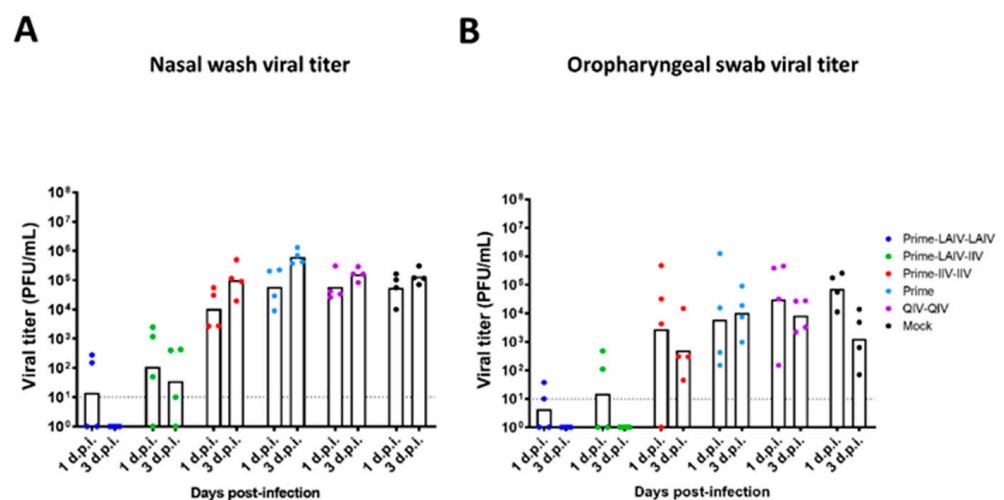 A
Nasal wash viral titer
Viral titer (PFU/mL)
10⁸
10⁷
10⁶
10⁵
10⁴
10³
10²
10¹
10⁰
1 d.p.i. 3 d.p.i. 1 d.p.i. 3 d.p.i. 1 d.p.i. 3 d.p.i. 1 d.p.i. 3 d.p.i. 1 d.p.i. 3 d.p.i. 1 d.p.i. 3 d.p.i.
Days post-infection
B
Oropharyngeal swab viral titer
Viral titer (PFU/mL)
10⁸
10⁷
10⁶
10⁵
10⁴
10³
10²
10¹
10⁰
1 d.p.i. 3 d.p.i. 1 d.p.i. 3 d.p.i. 1 d.p.i. 3 d.p.i. 1 d.p.i. 3 d.p.i. 1 d.p.i. 3 d.p.i. 1 d.p.i. 3 d.p.i.
Days post-infection
Prime-LAIV-LAIV
Prime-LAIV-IIV
Prime-IIV-IIV
Prime
QIV-QIV
Mock